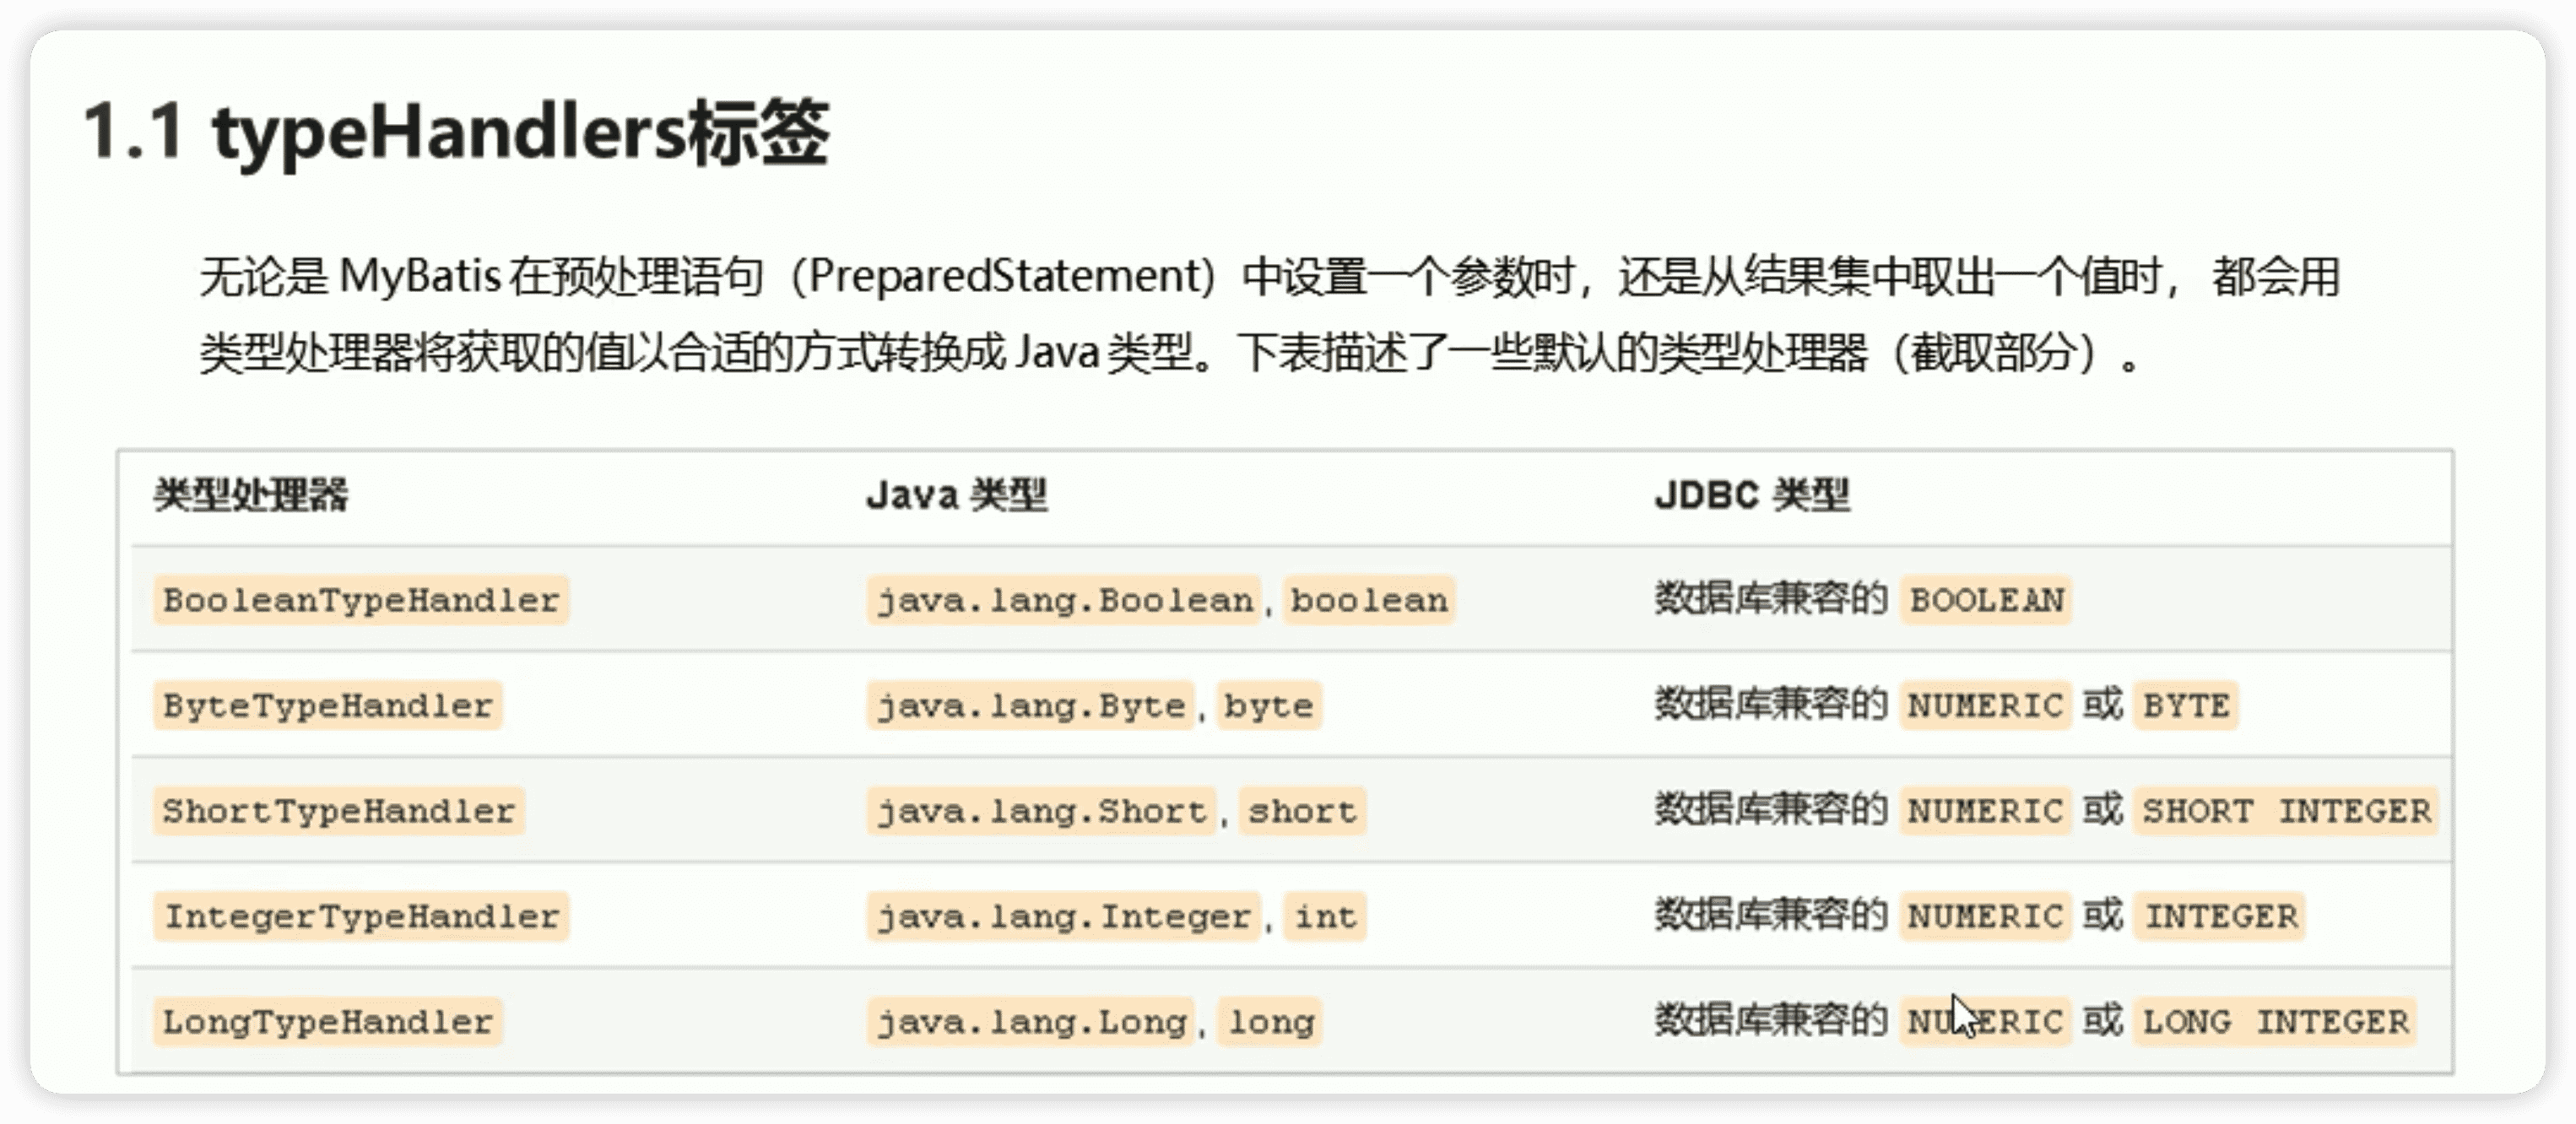 1.1 typeHandlers标签
无论是 MyBatis 在预处理语句（PreparedStatement）中设置一个参数时，还是从结果集中取出一个值时， 都会用
类型处理器将获取的值以合适的方式转换成 Java 类型。下表描述了一些默认的类型处理器（截取部分）。
类型处理器 Java 类型 JDBC 类型
BooleanTypeHandler java.lang.Boolean, boolean 数据库兼容的 BOOLEAN
ByteTypeHandler java.lang.Byte, byte 数据库兼容的 NUMERIC 或 BYTE
ShortTypeHandler java.lang.Short, short 数据库兼容的 NUMERIC 或 SHORT INTEGER
IntegerTypeHandler java.lang.Integer, int 数据库兼容的 NUMERIC 或 INTEGER
LongTypeHandler java.lang.Long, long 数据库兼容的 NUMERIC 或 LONG INTEGER